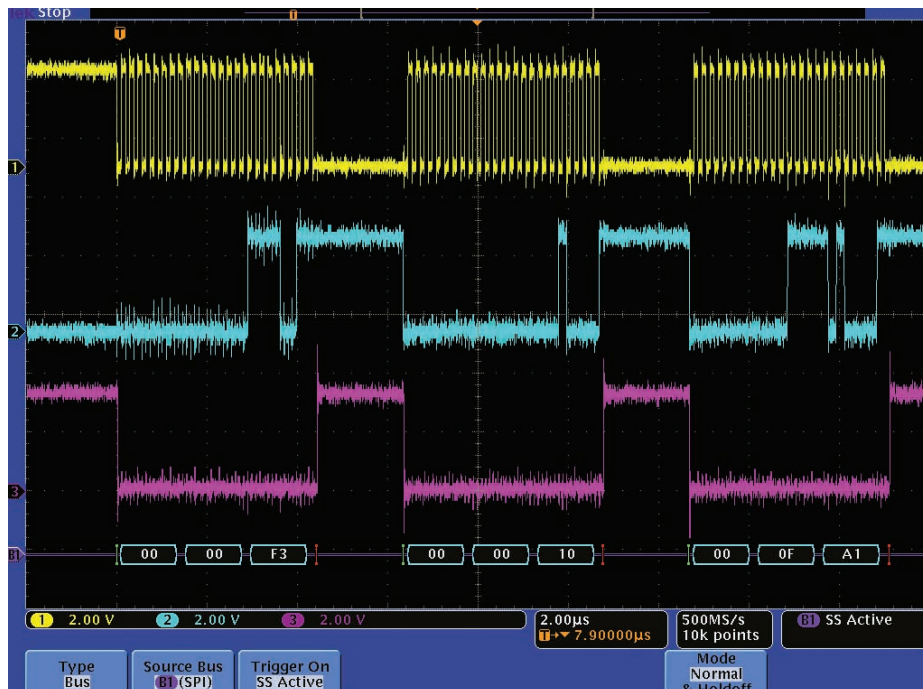 Stop
T
T
1
2
3
B1 00 00 F3 00 00 10 00 0F A1
1 2.00 V 2 2.00 V 3 2.00 V 2.00µs 500MS/s B1 SS Active
T→▼ 7.90000µs 10k points
Type Source Bus Trigger On Mode
Bus B1 (SPI) SS Active Normal
& Holdoff